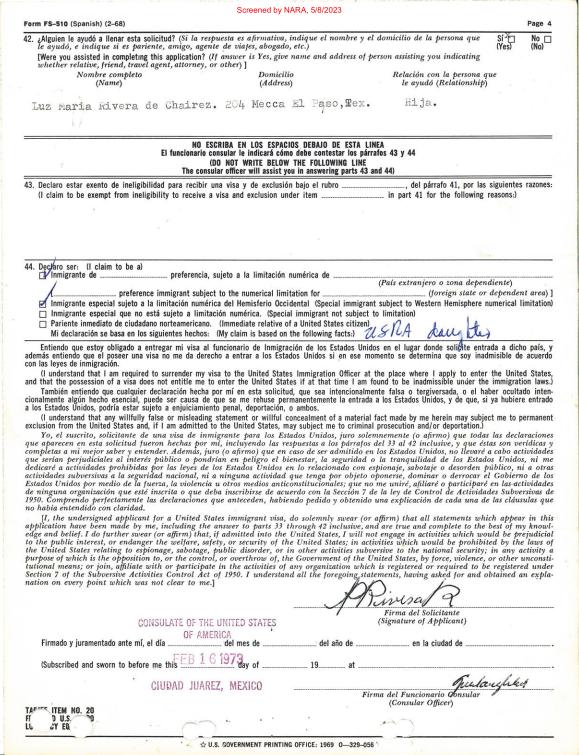 Screened by NARA, 5/8/2023
Form FS-510 (Spanish) (2-68) Page 4
42. ¿Alguien le ayudó a llenar esta solicitud? (Si la respuesta es afirmativa, indique el nombre y el domicilio de la persona que Sí No
le ayudó, e indique si es pariente, amigo, agente de viajes, abogado, etc.) (Yes) (No)
[Were you assisted in completing this application? (If answer is Yes, give name and address of person assisting you indicating
whether relative, friend, travel agent, attorney, or other) ]
Nombre completo Domicilio Relación con la persona que
(Name) (Address) le ayudó (Relationship)
Luz Maria Rivera de Chairez. 204 Mecca El Paso,Tex. Hija.
NO ESCRIBA EN LOS ESPACIOS DEBAJO DE ESTA LINEA
El funcionario consular le indicará cómo debe contestar los párrafos 43 y 44
(DO NOT WRITE BELOW THE FOLLOWING LINE
The consular officer will assist you in answering parts 43 and 44)
43. Declaro estar exento de ineligibilidad para recibir una visa y de exclusión bajo el rubro ...................., del párrafo 41, por las siguientes razones:
(I claim to be exempt from ineligibility to receive a visa and exclusion under item .................... in part 41 for the following reasons:)
44. Declaro ser: (I claim to be a)
Inmigrante de .................... preferencia, sujeto a la limitación numérica de ....................
(País extranjero o zona dependiente)
.................... preference immigrant subject to the numerical limitation for .................... (foreign state or dependent area) ]
Inmigrante especial sujeto a la limitación numérica del Hemisferio Occidental (Special immigrant subject to Western Hemisphere numerical limitation)
Inmigrante especial que no está sujeto a limitación numérica. (Special immigrant not subject to limitation)
Pariente inmediato de ciudadano norteamericano. (Immediate relative of United States citizen)
Mi declaración se basa en los siguientes hechos: (My claim is based on the following facts:) USRA daughter
Entiendo que estoy obligado a entregar mi visa al funcionario de Inmigración de los Estados Unidos en el lugar donde solicite entrada a dicho país, y
además entiendo que el poseer una visa no me da derecho a entrar a los Estados Unidos si en ese momento se determina que soy inadmisible de acuerdo
con las leyes de inmigración.
(I understand that I am required to surrender my visa to the United States Immigration Officer at the place where I apply to enter the United States,
and that the possession of a visa does not entitle me to enter the United States if at that time I am found to be inadmissible under the immigration laws.)
También entiendo que cualquier declaración hecha por mí en esta solicitud, que sea intencionalmente falsa o tergiversada, o el haber ocultado inten-
cionalmente algún hecho esencial, puede ser causa de que se me rehuse permanentemente la entrada a los Estados Unidos, y de que, si ya hubiere entrado
a los Estados Unidos, podría estar sujeto a enjuiciamiento penal, deportación, o ambos.
(I understand that any willfully false or misleading statement or willful concealment of a material fact made by me herein may subject me to permanent
exclusion from the United States and, if I am admitted to the United States, may subject me to criminal prosecution and/or deportation.)
Yo, el suscrito, solicitante de una visa de inmigrante para los Estados Unidos, juro solemnemente (o afirmo) que todas las declaraciones
que aparecen en esta solicitud fueron hechas por mí, incluyendo las respuestas a los párrafos del 33 al 42 inclusive, y que éstas son verídicas y
completas a mi mejor saber y entender. Además, juro (o afirmo) que en caso de ser admitido en los Estados Unidos, no llevaré a cabo actividades
que serían perjudiciales al interés público o pondrían en peligro el bienestar, la seguridad, o la tranquilidad de los Estados Unidos, ni me
dedicaré a actividades prohibidas por las leyes de los Estados Unidos en lo relacionado con espionaje, sabotaje o desorden público, ni a otras
actividades subversivas a la seguridad nacional, ni a ninguna actividad que tenga por objeto oponerse, dominar o derrocar el Gobierno de los
Estados Unidos por medio de la fuerza, la violencia u otros medios anticonstitucionales; que no me uniré, afiliaré o participaré en las actividades
de ninguna organización que esté inscrita o que deba inscribirse de acuerdo con la Sección 7 de la ley de Control de Actividades Subversivas de
1950. Comprendo perfectamente las declaraciones que anteceden, habiendo pedido y obtenido una explicación de cada una de las cláusulas que
no había entendido con claridad.
[I, the undersigned applicant for a United States immigrant visa, do solemnly swear (or affirm) that all statements which appear in this
application have been made by me, including the answer to parts 33 through 42 inclusive, and are true and complete to the best of my knowl-
edge and belief. I do further swear (or affirm) that, if admitted into the United States, I will not engage in activities which would be prejudicial
to the public interest, or endanger the welfare, safety, or security of the United States; in activities which would be prohibited by the laws of
the United States relating to espionage, sabotage, public disorder, or in other activities subversive to the national security; in any activity a
purpose of which is the opposition to, or the control, or overthrow of, the Government of the United States by force, violence, or other unconsti-
tutional means; or join, affiliate with or participate in the activities of any organization which is registered or required to be registered under
Section 7 of the Subversive Activities Control Act of 1950. I understand all the foregoing statements, having asked for and obtained an expla-
nation on every point which was not clear to me.]
P Rivera R
Firma del Solicitante
(Signature of Applicant)
CONSULATE OF THE UNITED STATES
OF AMERICA
Firmado y juramentado ante mí, el día .................... del mes de .................... del año de .................... en la ciudad de ....................
(Subscribed and sworn to before me this FEB 16 1973 day of .................... 19.......... at ....................
CIUDAD JUAREZ, MEXICO
Firma del Funcionario Consular
(Consular Officer)
ITEM NO. 20
☆ U.S. GOVERNMENT PRINTING OFFICE: 1969 O—329-056